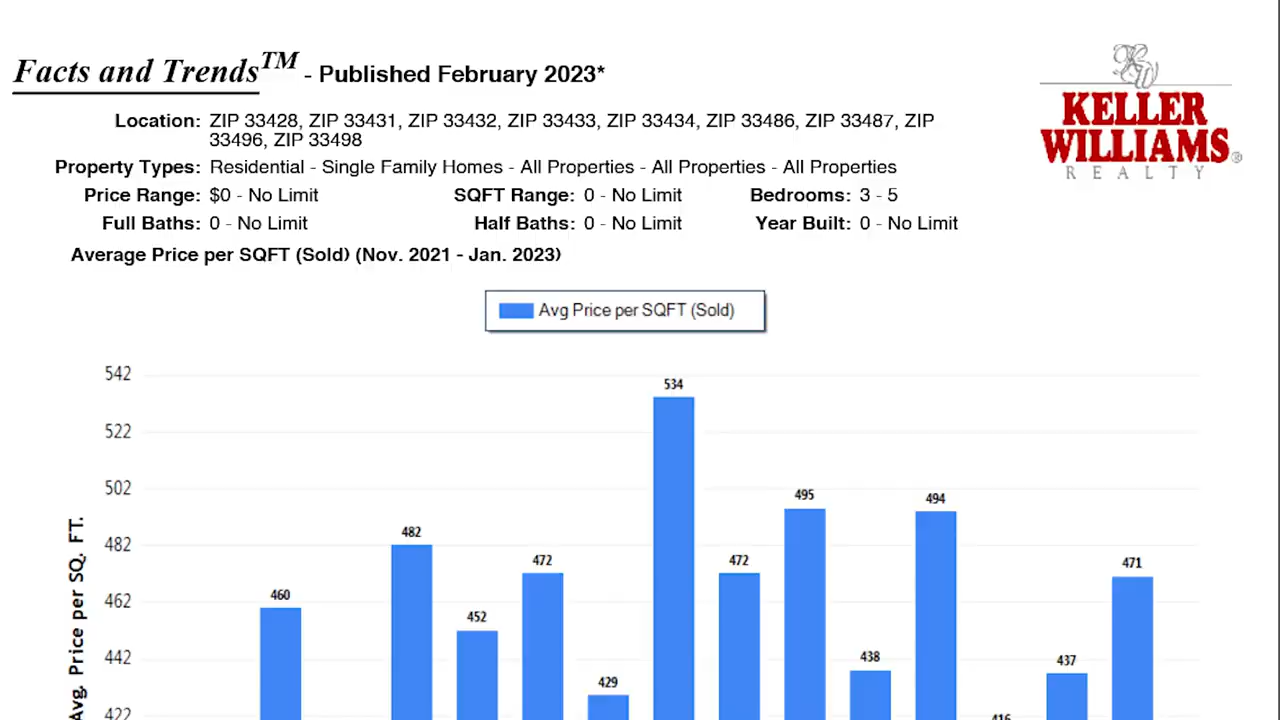 Facts and Trends™ - Published February 2023*
KELLER
WILLIAMS®
REALTY
Location: ZIP 33428, ZIP 33431, ZIP 33432, ZIP 33433, ZIP 33434, ZIP 33486, ZIP 33487, ZIP
33496, ZIP 33498
Property Types: Residential - Single Family Homes - All Properties - All Properties - All Properties
Price Range: $0 - No Limit SQFT Range: 0 - No Limit Bedrooms: 3 - 5
Full Baths: 0 - No Limit Half Baths: 0 - No Limit Year Built: 0 - No Limit
Average Price per SQFT (Sold) (Nov. 2021 - Jan. 2023)
Avg Price per SQFT (Sold)
542
534
522
502
495
494
482
482
472
472
471
462
460
452
442
438
437
429
422
416
Avg. Price per SQ. FT.